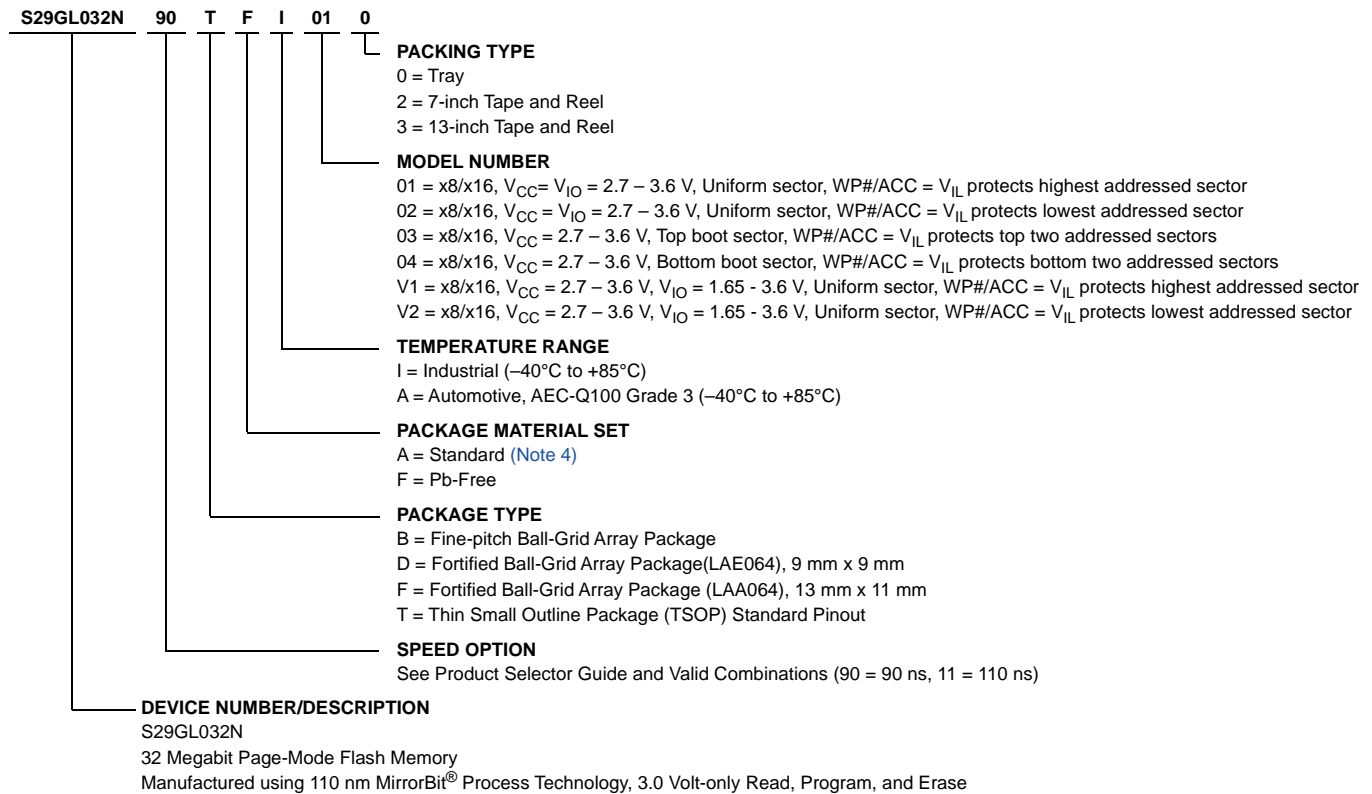 S29GL032N 90 T F I 01 0
PACKING TYPE
0 = Tray
2 = 7-inch Tape and Reel
3 = 13-inch Tape and Reel
MODEL NUMBER
01 = x8/x16, VCC= VIO = 2.7 – 3.6 V, Uniform sector, WP#/ACC = VIL protects highest addressed sector
02 = x8/x16, VCC = VIO = 2.7 – 3.6 V, Uniform sector, WP#/ACC = VIL protects lowest addressed sector
03 = x8/x16, VCC = 2.7 – 3.6 V, Top boot sector, WP#/ACC = VIL protects top two addressed sectors
04 = x8/x16, VCC = 2.7 – 3.6 V, Bottom boot sector, WP#/ACC = VIL protects bottom two addressed sectors
V1 = x8/x16, VCC = 2.7 – 3.6 V, VIO = 1.65 - 3.6 V, Uniform sector, WP#/ACC = VIL protects highest addressed sector
V2 = x8/x16, VCC = 2.7 – 3.6 V, VIO = 1.65 - 3.6 V, Uniform sector, WP#/ACC = VIL protects lowest addressed sector
TEMPERATURE RANGE
I = Industrial (–40°C to +85°C)
A = Automotive, AEC-Q100 Grade 3 (–40°C to +85°C)
PACKAGE MATERIAL SET
A = Standard (Note 4)
F = Pb-Free
PACKAGE TYPE
B = Fine-pitch Ball-Grid Array Package
D = Fortified Ball-Grid Array Package(LAE064), 9 mm x 9 mm
F = Fortified Ball-Grid Array Package (LAA064), 13 mm x 11 mm
T = Thin Small Outline Package (TSOP) Standard Pinout
SPEED OPTION
See Product Selector Guide and Valid Combinations (90 = 90 ns, 11 = 110 ns)
DEVICE NUMBER/DESCRIPTION
S29GL032N
32 Megabit Page-Mode Flash Memory
Manufactured using 110 nm MirrorBit® Process Technology, 3.0 Volt-only Read, Program, and Erase